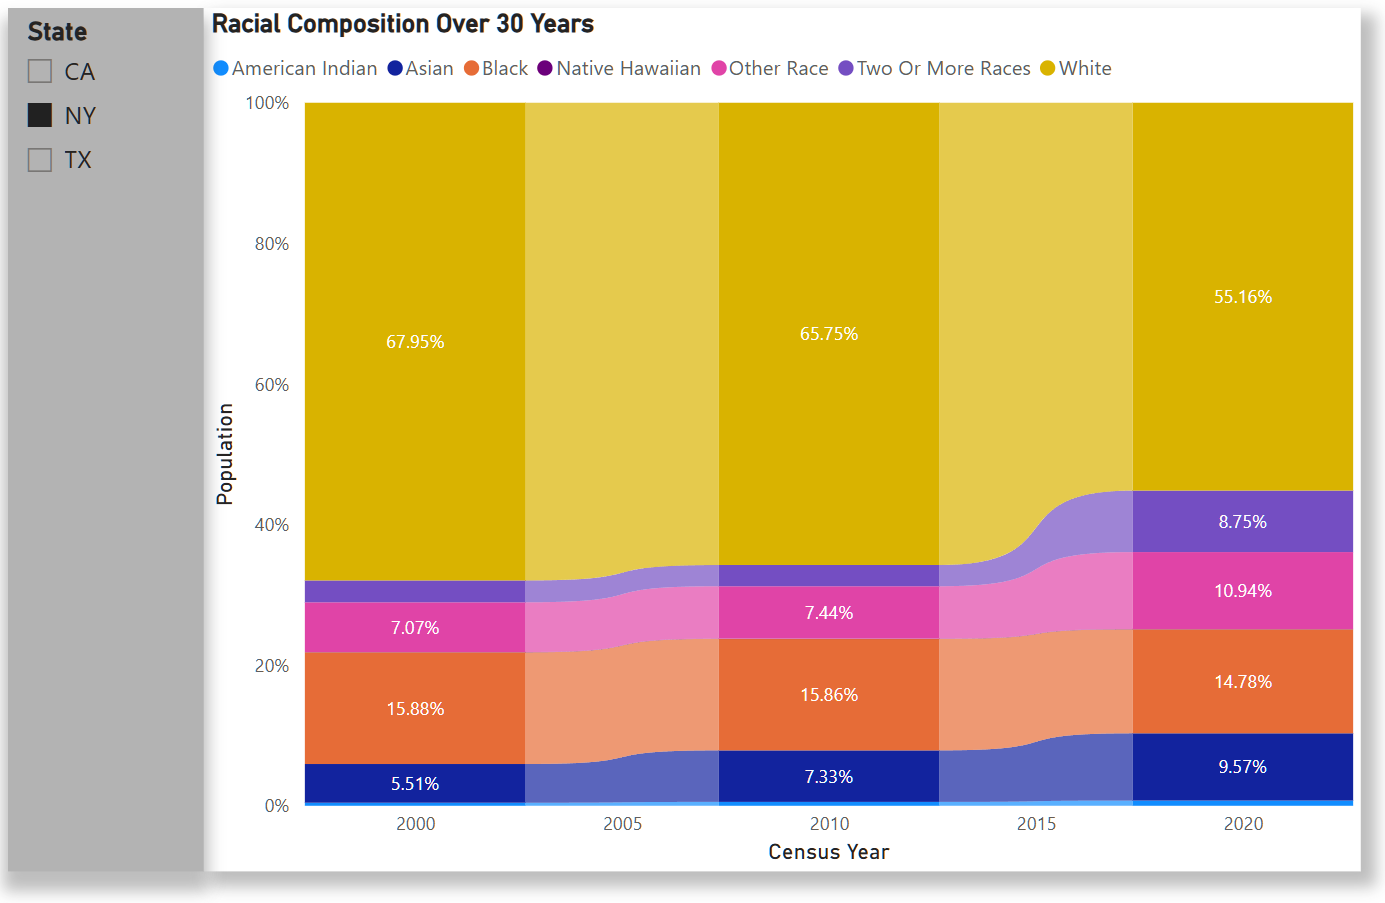 State
CA
NY
TX
Racial Composition Over 30 Years
American Indian Asian Black Native Hawaiian Other Race Two Or More Races White
100%
80%
60%
40%
20%
0%
Population
67.95%
7.07%
15.88%
5.51%
65.75%
7.44%
15.86%
7.33%
55.16%
8.75%
10.94%
14.78%
9.57%
2000 2005 2010 2015 2020
Census Year